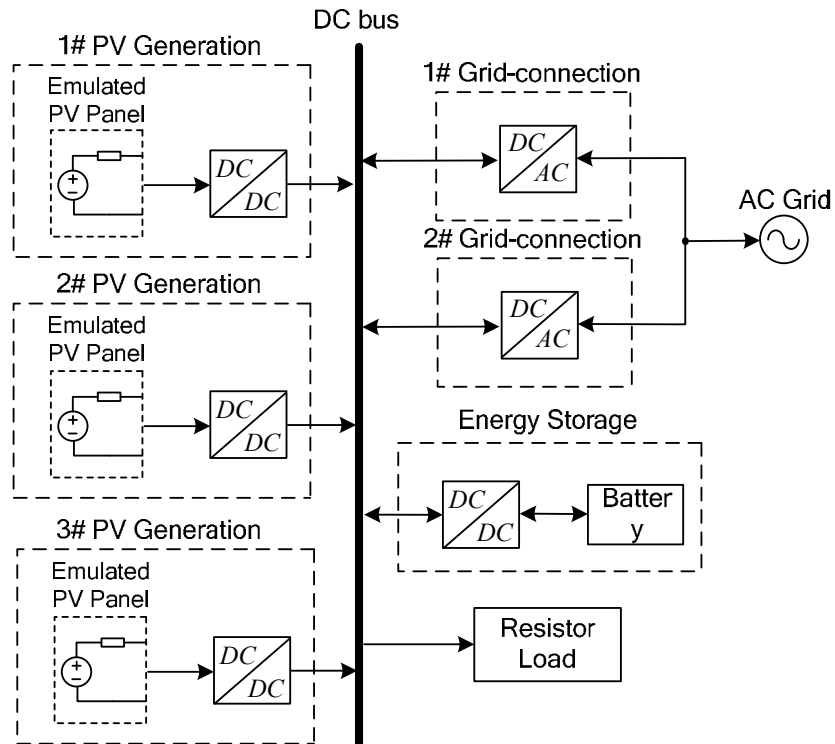 DC bus
1# PV Generation
Emulated
PV Panel
DC
DC
2# PV Generation
Emulated
PV Panel
DC
DC
3# PV Generation
Emulated
PV Panel
DC
DC
1# Grid-connection
DC
AC
2# Grid-connection
DC
AC
AC Grid
Energy Storage
DC
DC
Batter
y
Resistor
Load